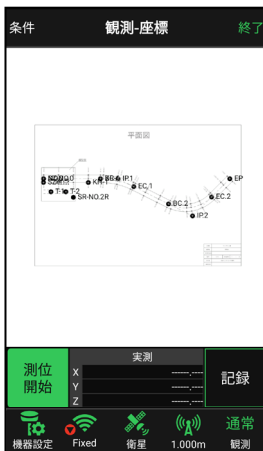 条件 観測-座標 終了
平面図
KA.1 IP.1 EP
EC.1
T-1 T-2
SR-NO.2R
BC.2 EC.2
IP.2
測位
開始
実測
X -----.----
Y -----.----
Z -----.----
記録
機器設定 Fixed 衛星 1.000m 通常
観測